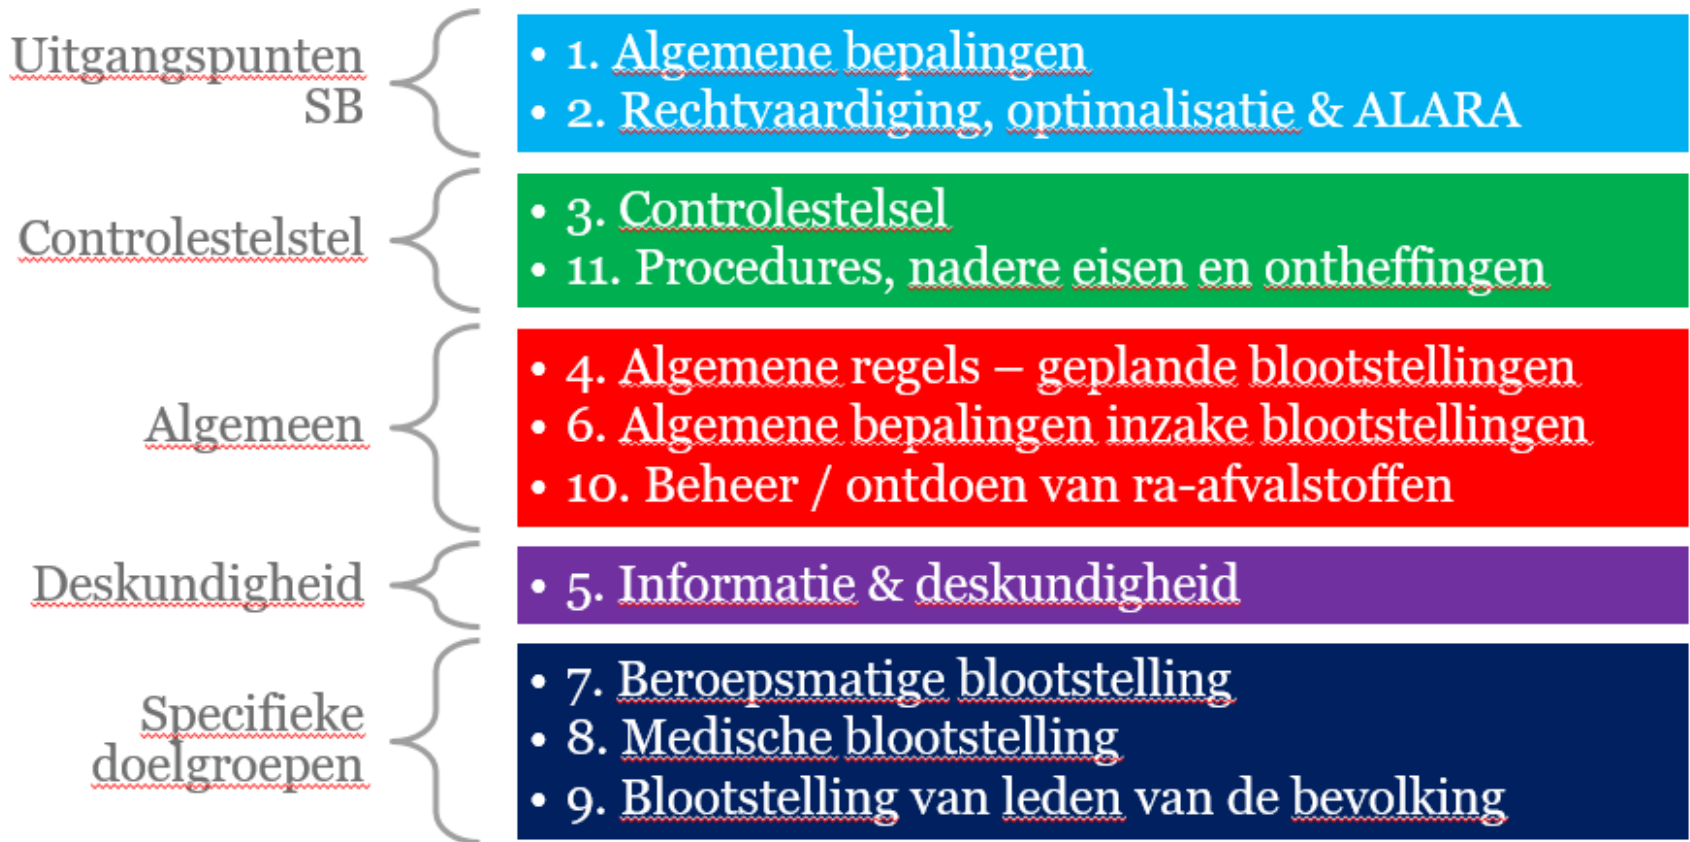 Uitgangspunten
SB
• 1. Algemene bepalingen
• 2. Rechtvaardiging, optimalisatie & ALARA
Controlestelstel
• 3. Controlestelsel
• 11. Procedures, nadere eisen en ontheffingen
Algemeen
• 4. Algemene regels – geplande blootstellingen
• 6. Algemene bepalingen inzake blootstellingen
• 10. Beheer / ontdoen van ra-afvalstoffen
Deskundigheid
• 5. Informatie & deskundigheid
Specifieke
doelgroepen
• 7. Beroepsmatige blootstelling
• 8. Medische blootstelling
• 9. Blootstelling van leden van de bevolking